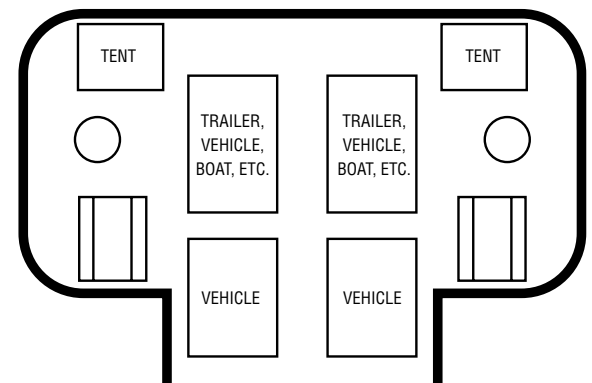 TENT
TENT
TRAILER,
VEHICLE,
BOAT, ETC.
TRAILER,
VEHICLE,
BOAT, ETC.
VEHICLE
VEHICLE